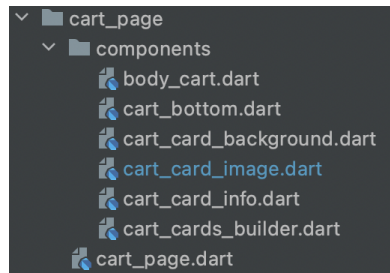 cart_page
components
body_cart.dart
cart_bottom.dart
cart_card_background.dart
cart_card_image.dart
cart_card_info.dart
cart_cards_builder.dart
cart_page.dart